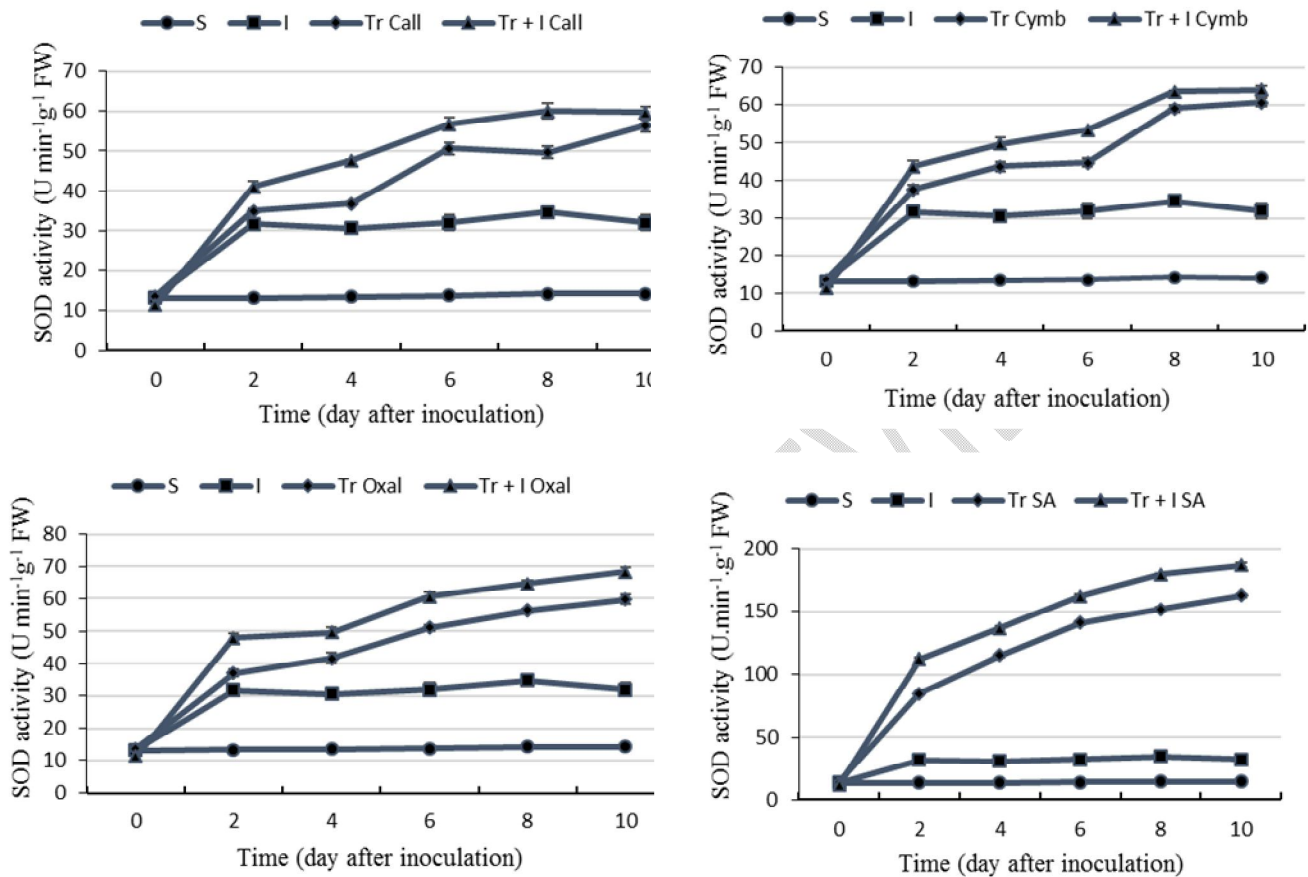 S I Tr Call Tr + I Call
SOD activity (U min⁻¹g⁻¹ FW)
70
60
50
40
30
20
10
0
0 2 4 6 8 10
Time (day after inoculation)
S I Tr Cymb Tr + I Cymb
SOD activity (U min⁻¹g⁻¹ FW)
70
60
50
40
30
20
10
0
0 2 4 6 8 10
Time (day after inoculation)
S I Tr Oxal Tr + I Oxal
SOD activity (U min⁻¹g⁻¹ FW)
80
70
60
50
40
30
20
10
0
0 2 4 6 8 10
Time (day after inoculation)
S I Tr SA Tr + I SA
SOD activity (U.min⁻¹.g⁻¹ FW)
200
150
100
50
0
0 2 4 6 8 10
Time (day after inoculation)